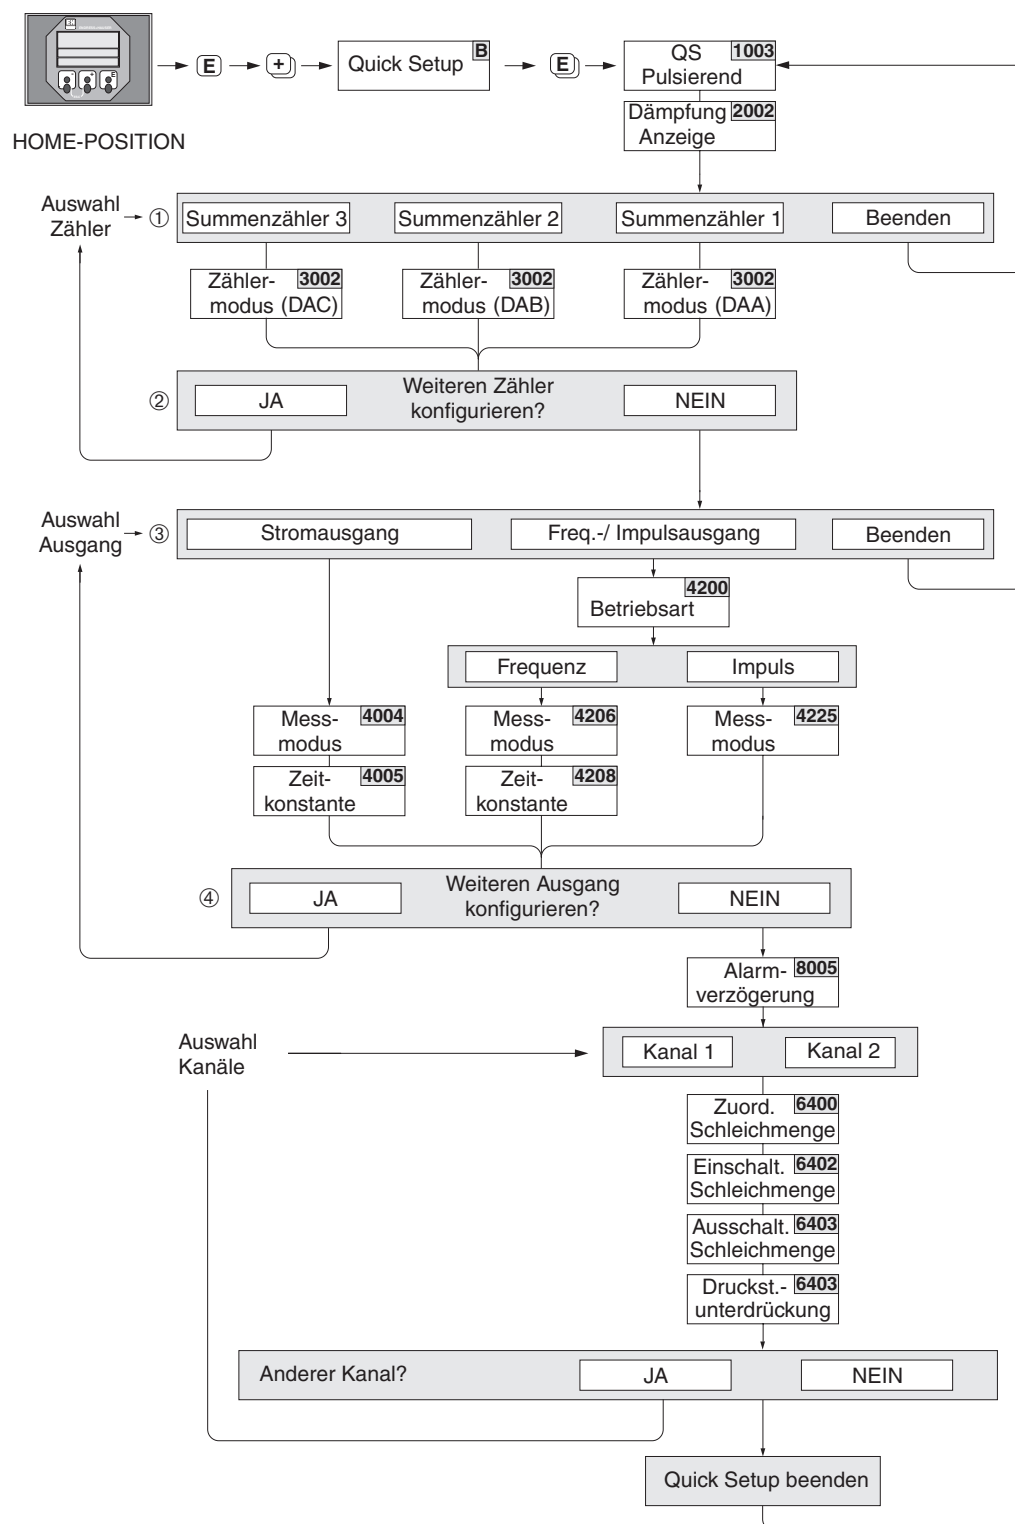 E + Quick Setup B E QS 1003
Pulsierend
Dämpfung 2002
Anzeige
HOME-POSITION
- + E
Auswahl
Zähler
① Summenzähler 3 Summenzähler 2 Summenzähler 1 Beenden
Zähler- 3002 Zähler- 3002 Zähler- 3002
modus (DAC) modus (DAB) modus (DAA)
② JA Weiteren Zähler NEIN
konfigurieren?
Auswahl
Ausgang
③ Stromausgang Freq.-/ Impulsausgang Beenden
4200
Betriebsart
Frequenz Impuls
Mess- 4004 Mess- 4206 Mess- 4225
modus modus modus
Zeit- 4005 Zeit- 4208
konstante konstante
④ JA Weiteren Ausgang NEIN
konfigurieren?
Alarm- 8005
verzögerung
Auswahl
Kanäle
Kanal 1 Kanal 2
Zuord. 6400
Schleichmenge
Einschalt. 6402
Schleichmenge
Ausschalt. 6403
Schleichmenge
Druckst.- 6403
unterdrückung
Anderer Kanal? JA NEIN
Quick Setup beenden